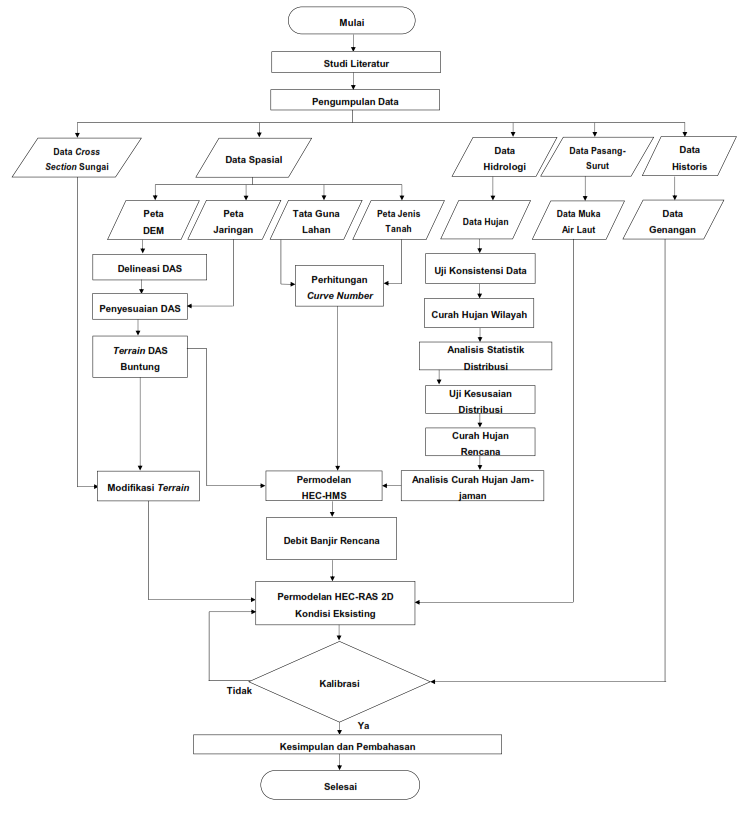 Mulai
Studi Literatur
Pengumpulan Data
Data Cross
Section Sungai
Data Spasial
Data
Hidrologi
Data Pasang-
Surut
Data
Historis
Peta
DEM
Peta
Jaringan
Tata Guna
Lahan
Peta Jenis
Tanah
Data Hujan
Data Muka
Air Laut
Data
Genangan
Delineasi DAS
Perhitungan
Curve Number
Uji Konsistensi Data
Penyesuaian DAS
Curah Hujan Wilayah
Terrain DAS
Buntung
Analisis Statistik
Distribusi
Uji Kesusaian
Distribusi
Curah Hujan
Rencana
Modifikasi Terrain
Permodelan
HEC-HMS
Analisis Curah Hujan Jam-
jaman
Debit Banjir Rencana
Permodelan HEC-RAS 2D
Kondisi Eksisting
Kalibrasi
Tidak
Ya
Kesimpulan dan Pembahasan
Selesai